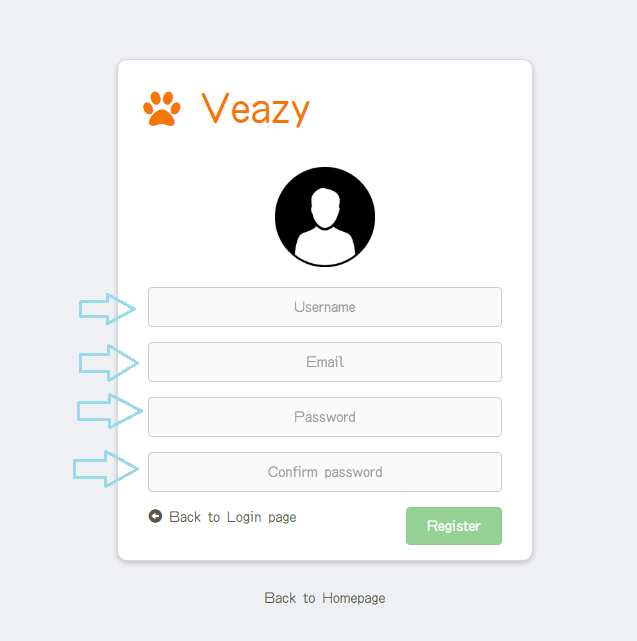 Veazy
Username
Email
Password
Confirm password
Back to Login page
Register
Back to Homepage